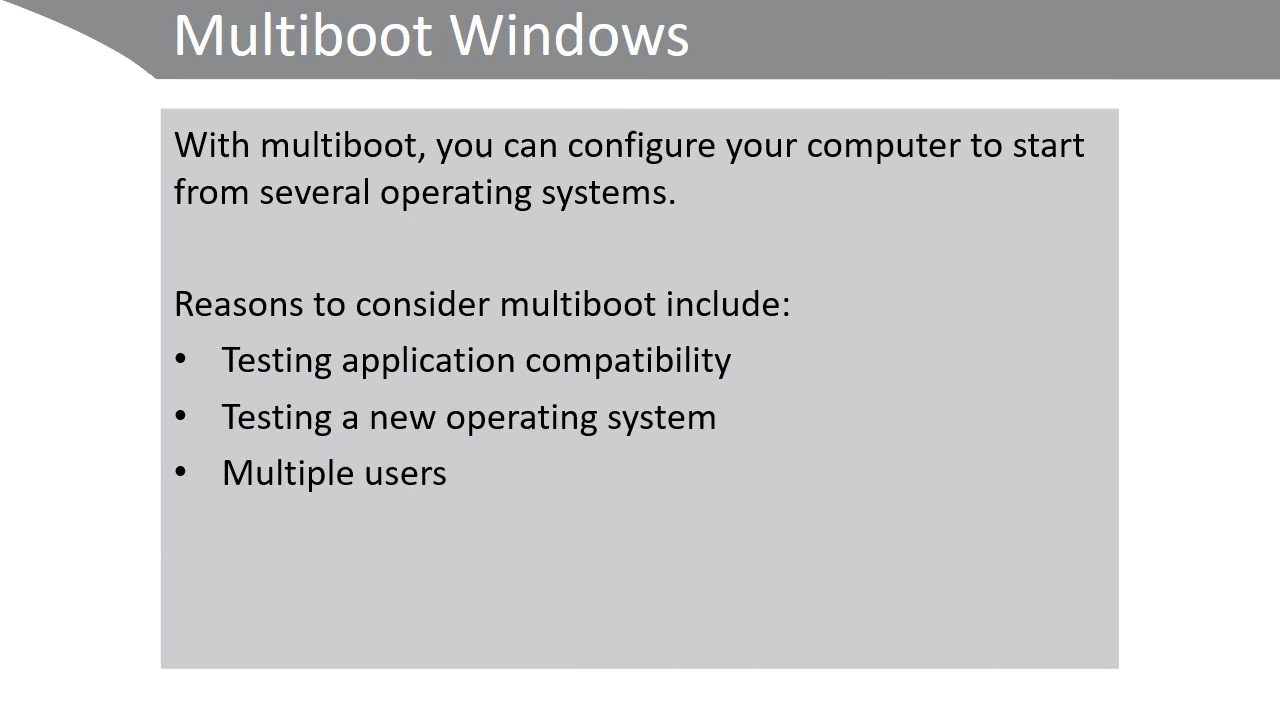 Multiboot Windows
With multiboot, you can configure your computer to start
from several operating systems.
Reasons to consider multiboot include:
• Testing application compatibility
• Testing a new operating system
• Multiple users